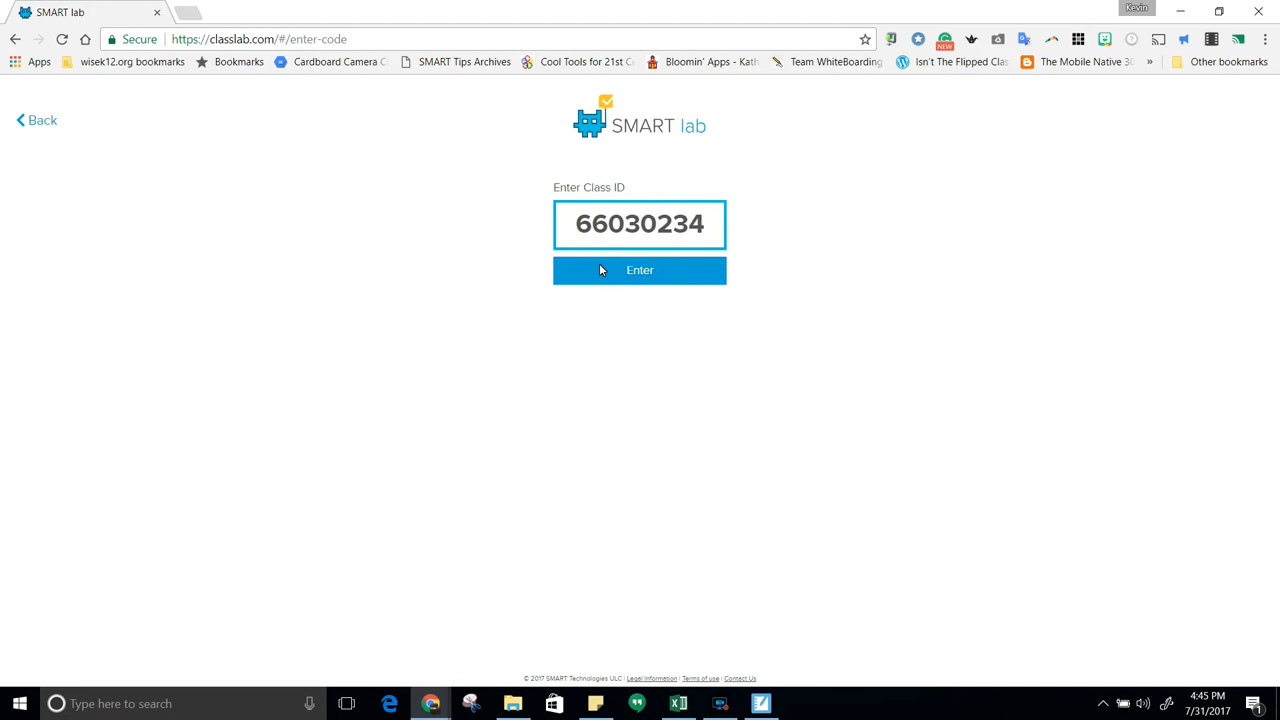 SMART lab
Kevin
Secure
https://classlab.com/#/enter-code
NEW
Apps
wisek12.org bookmarks
Bookmarks
Cardboard Camera C
SMART Tips Archives
Cool Tools for 21st C
Bloomin' Apps - Kath
Team WhiteBoarding
Isn't The Flipped Clas
The Mobile Native 30
»
Other bookmarks
Back
SMART lab
Enter Class ID
66030234
Enter
© 2017 SMART Technologies ULC | Legal Information | Terms of use | Contact Us
Type here to search
4:45 PM
7/31/2017
1